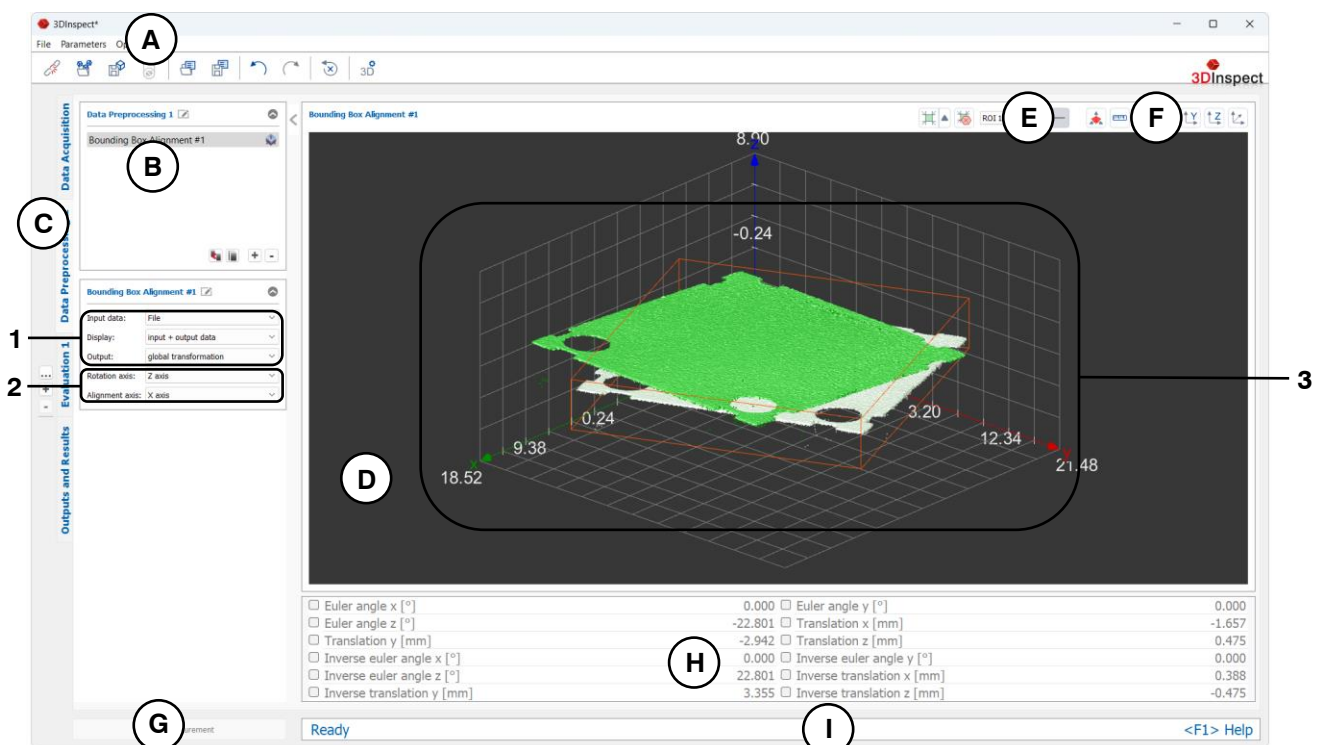 3DInspect*
File Parameters
A
3D
3DInspect
Data Acquisition
Data Preprocessing 1
Bounding Box Alignment #1
B
C
Evaluation 1
Outputs and Results
...
+
-
+ -
Bounding Box Alignment #1
1
Input data: File
Display: input + output data
Output: global transformation
2
Rotation axis: Z axis
Alignment axis: X axis
Bounding Box Alignment #1
ROI 1
E
F
Y Z
8.90
Z
-0.24
3
0.24
3.20
9.38
12.34
X
Y
18.52
21.48
D
Euler angle x [°] 0.000 Euler angle y [°] 0.000
Euler angle z [°] -22.801 Translation x [mm] -1.657
Translation y [mm] -2.942 Translation z [mm] 0.475
Inverse euler angle x [°] 0.000 Inverse euler angle y [°] 0.000
Inverse euler angle z [°] 22.801 Inverse translation x [mm] 0.388
Inverse translation y [mm] 3.355 Inverse translation z [mm] -0.475
H
G
Ready
I
<F1> Help